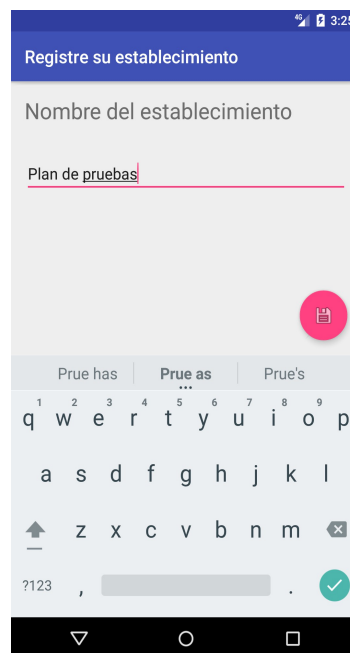 4G 3:25
Registre su establecimiento
Nombre del establecimiento
Plan de pruebas
Prue has Prue as Prue's
1 2 3 4 5 6 7 8 9
q w e r t y u i o p
a s d f g h j k l
z x c v b n m
?123 , .